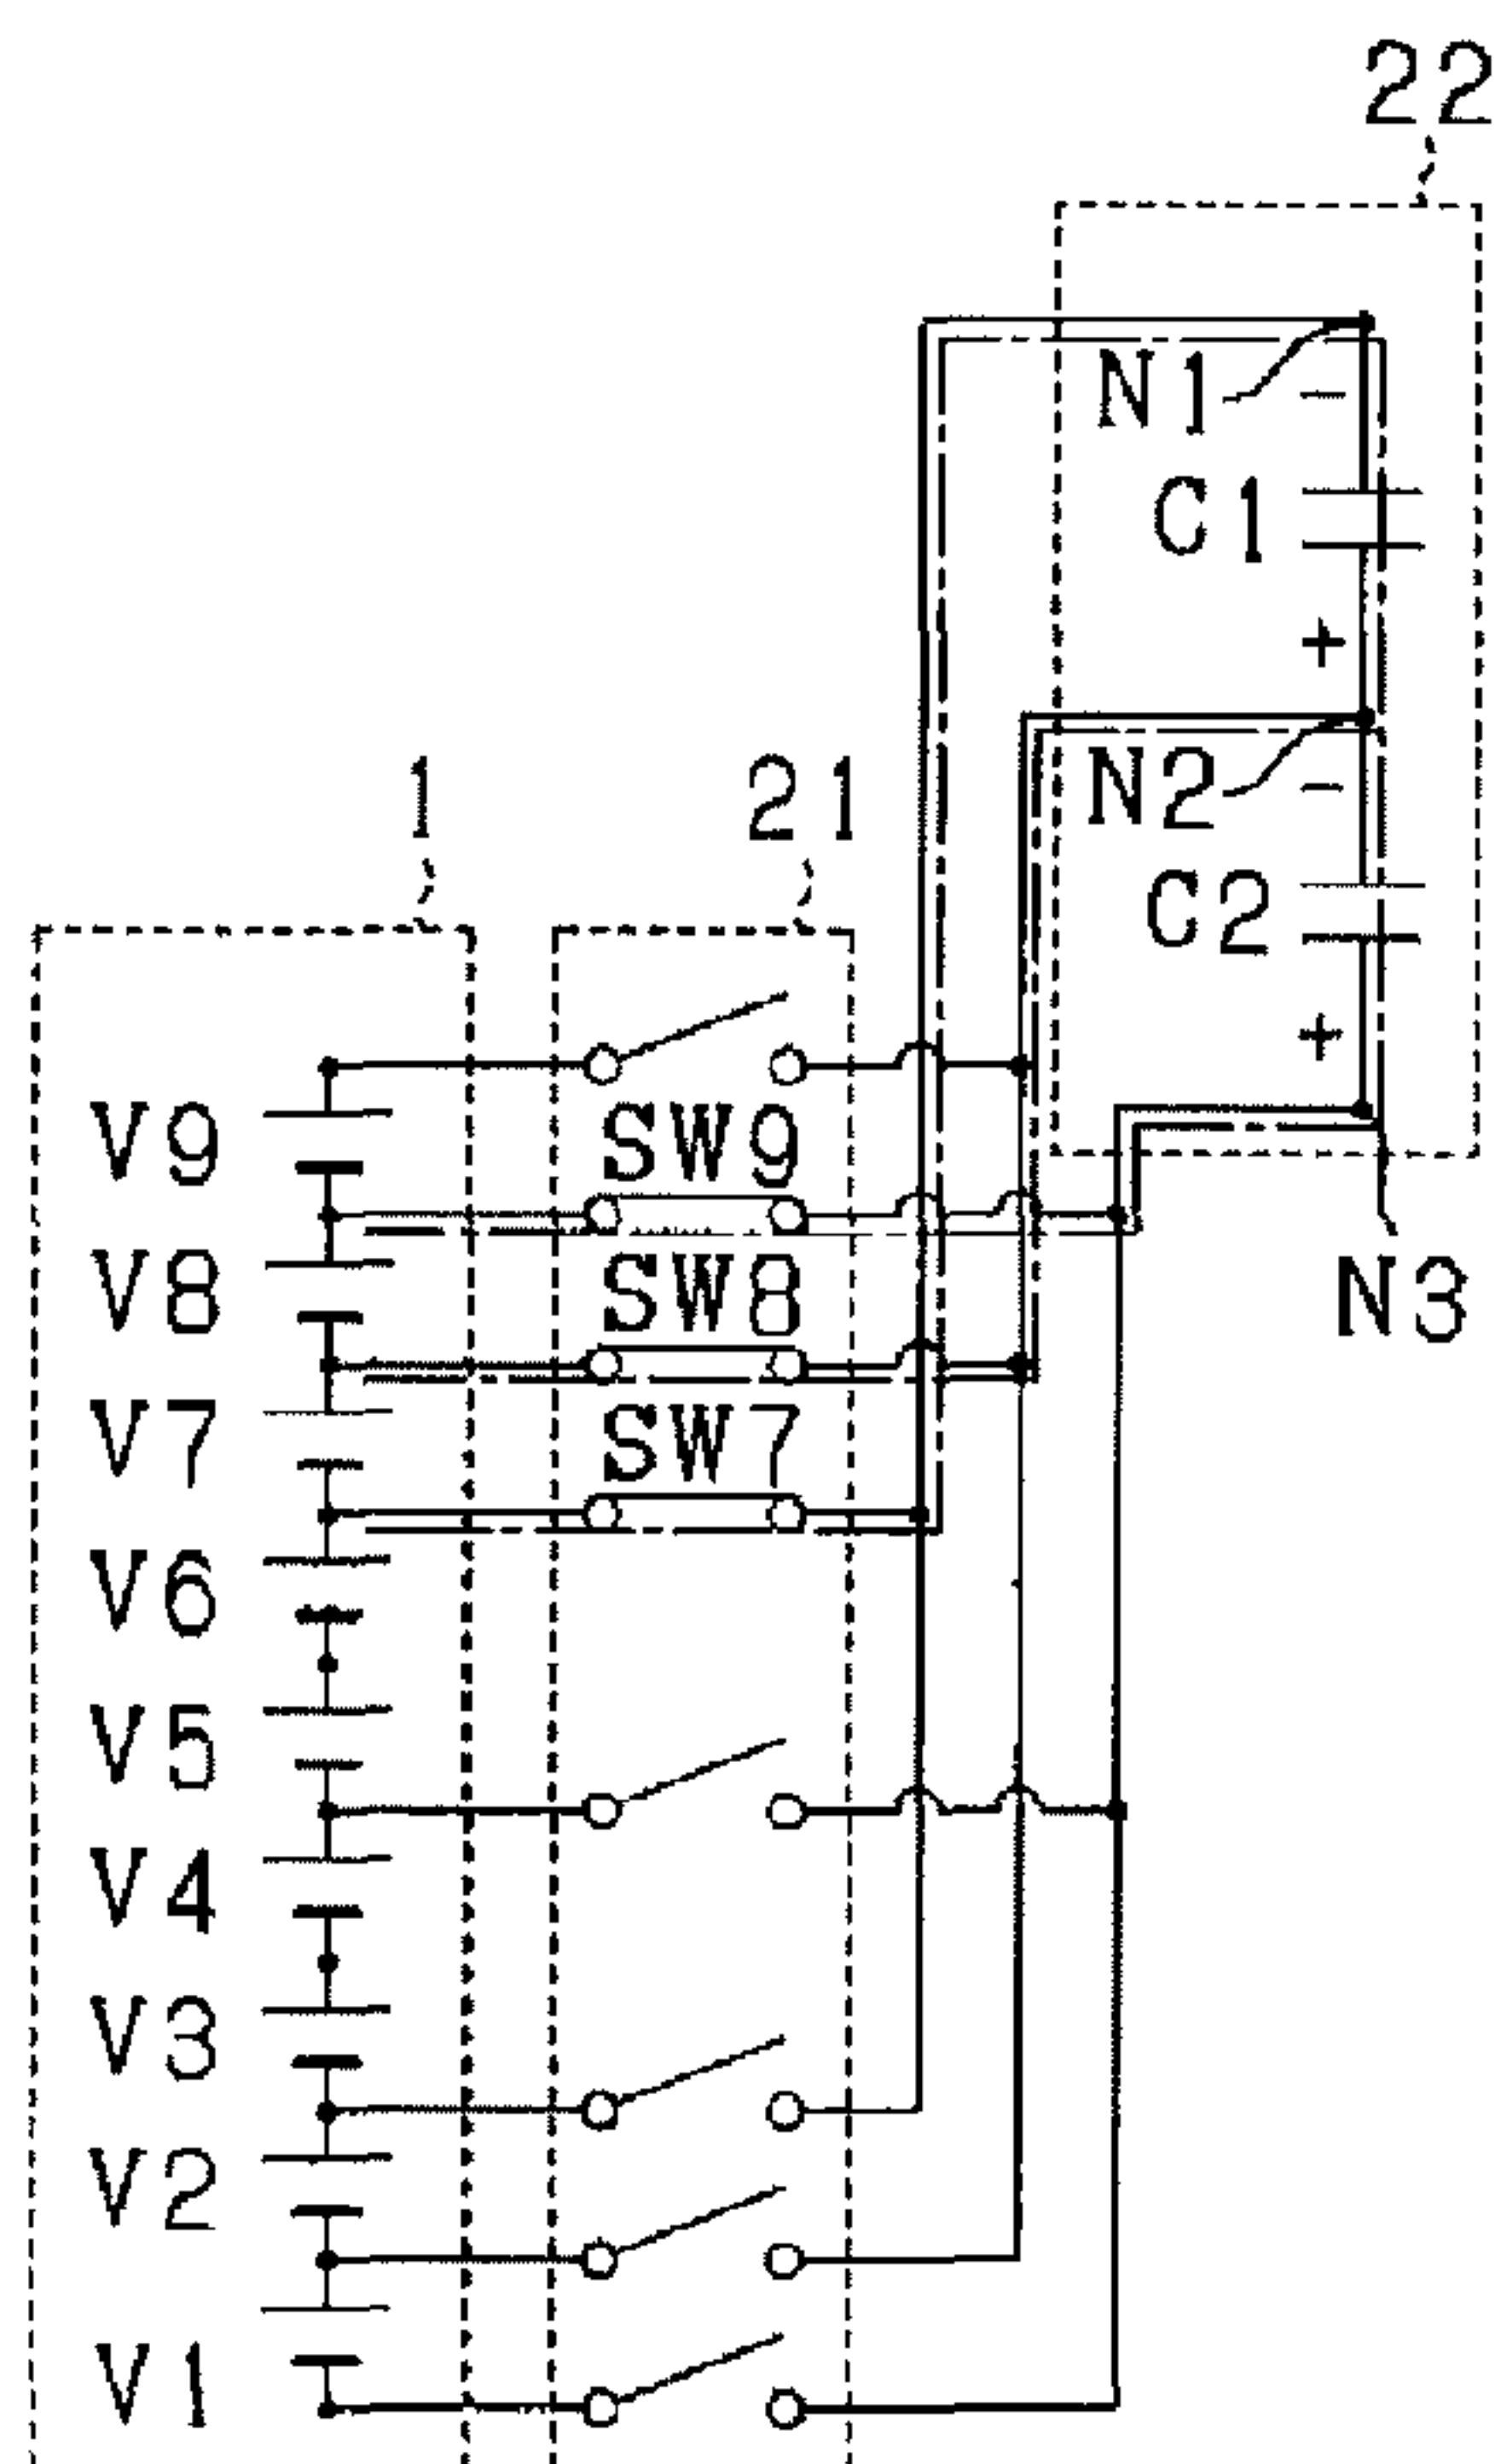 22
N1 −
C1
+
1 21 N2 −
C2
+
V9 SW9
V8 SW8 N3
V7 SW7
V6
V5
V4
V3
V2
V1